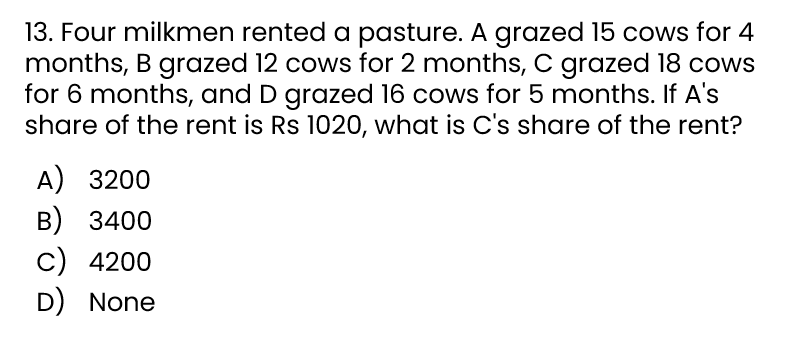 13. Four milkmen rented a pasture. A grazed 15 cows for 4
months, B grazed 12 cows for 2 months, C grazed 18 cows
for 6 months, and D grazed 16 cows for 5 months. If A's
share of the rent is Rs 1020, what is C's share of the rent?
A) 3200
B) 3400
C) 4200
D) None